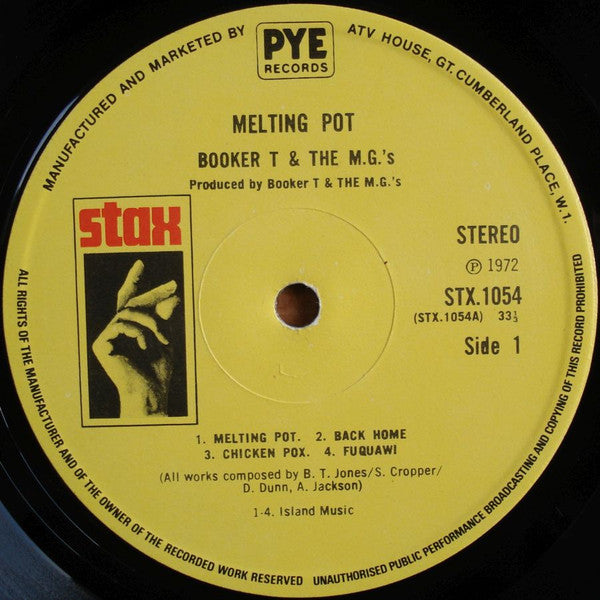 MANUFACTURED AND MARKETED BY
PYE
RECORDS
ATV HOUSE, GT. CUMBERLAND PLACE, W.1.
MELTING POT
BOOKER T & THE M.G.'s
Produced by Booker T & THE M.G.'s
stax
STEREO
℗ 1972
STX.1054
(STX.1054A) 33⅓
Side 1
1. MELTING POT. 2. BACK HOME
3. CHICKEN POX. 4. FUQUAWI
(All works composed by B. T. Jones/S. Cropper/
D. Dunn, A. Jackson)
1-4. Island Music
ALL RIGHTS OF THE MANUFACTURER AND OF THE OWNER OF THE RECORDED WORK RESERVED
UNAUTHORISED PUBLIC PERFORMANCE BROADCASTING AND COPYING OF THIS RECORD PROHIBITED